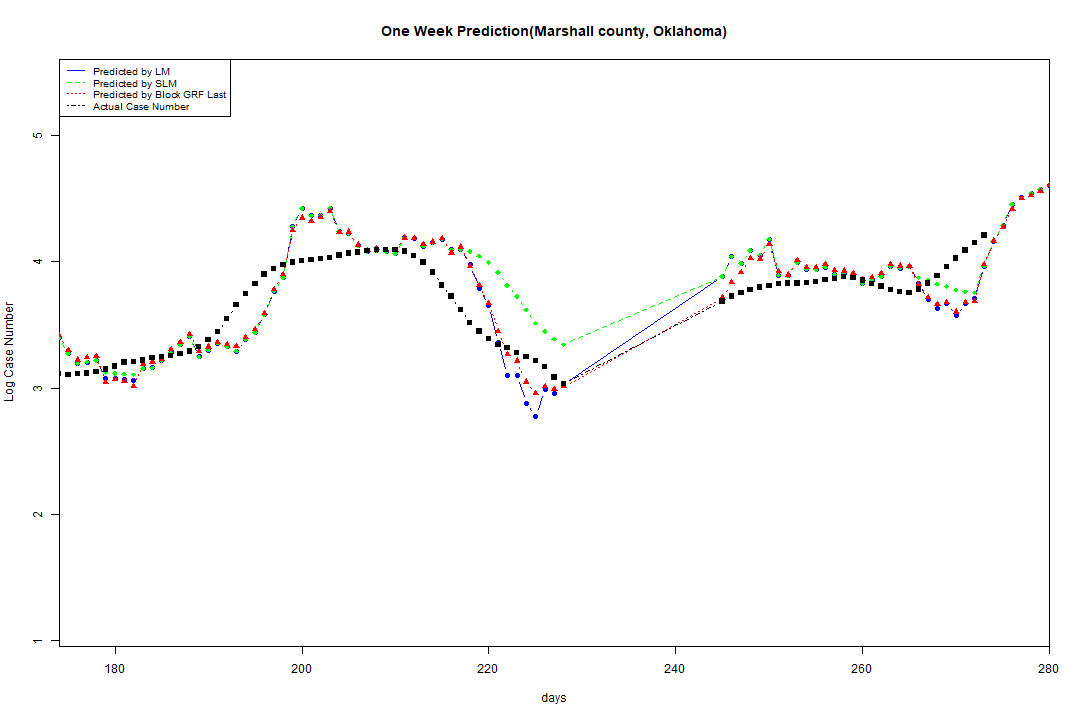 One Week Prediction(Marshall county, Oklahoma)
Predicted by LM
Predicted by SLM
Predicted by Block GRF Last
Actual Case Number
5
4
3
2
1
Log Case Number
180 200 220 240 260 280
days